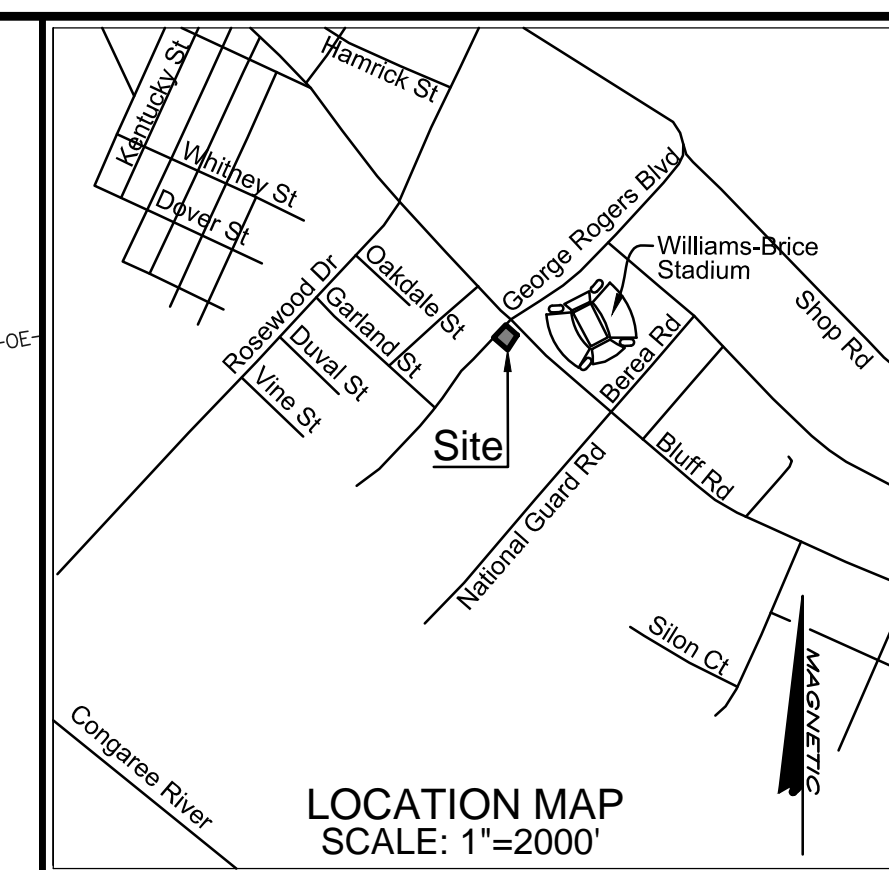 Hamrick St
Kentucky St
Whithey St
Dover St
George Rogers Blvd
Williams-Brice
Stadium
Shop Rd
Rosewood Dr
Oakdale St
Garland St
Duval St
Vine St
Berea Rd
Site
Bluff Rd
National Guard Rd
Silon Ct
MAGNETIC
Congaree River
LOCATION MAP
SCALE: 1"=2000'
OE